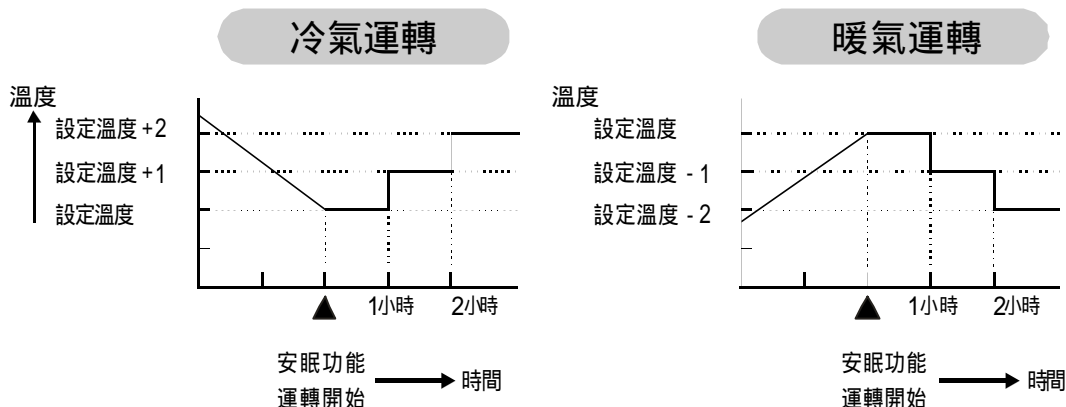 冷氣運轉
溫度
設定溫度 +2
設定溫度 +1
設定溫度
1小時
2小時
安眠功能
運轉開始
時間
暖氣運轉
溫度
設定溫度
設定溫度 - 1
設定溫度 - 2
1小時
2小時
安眠功能
運轉開始
時間